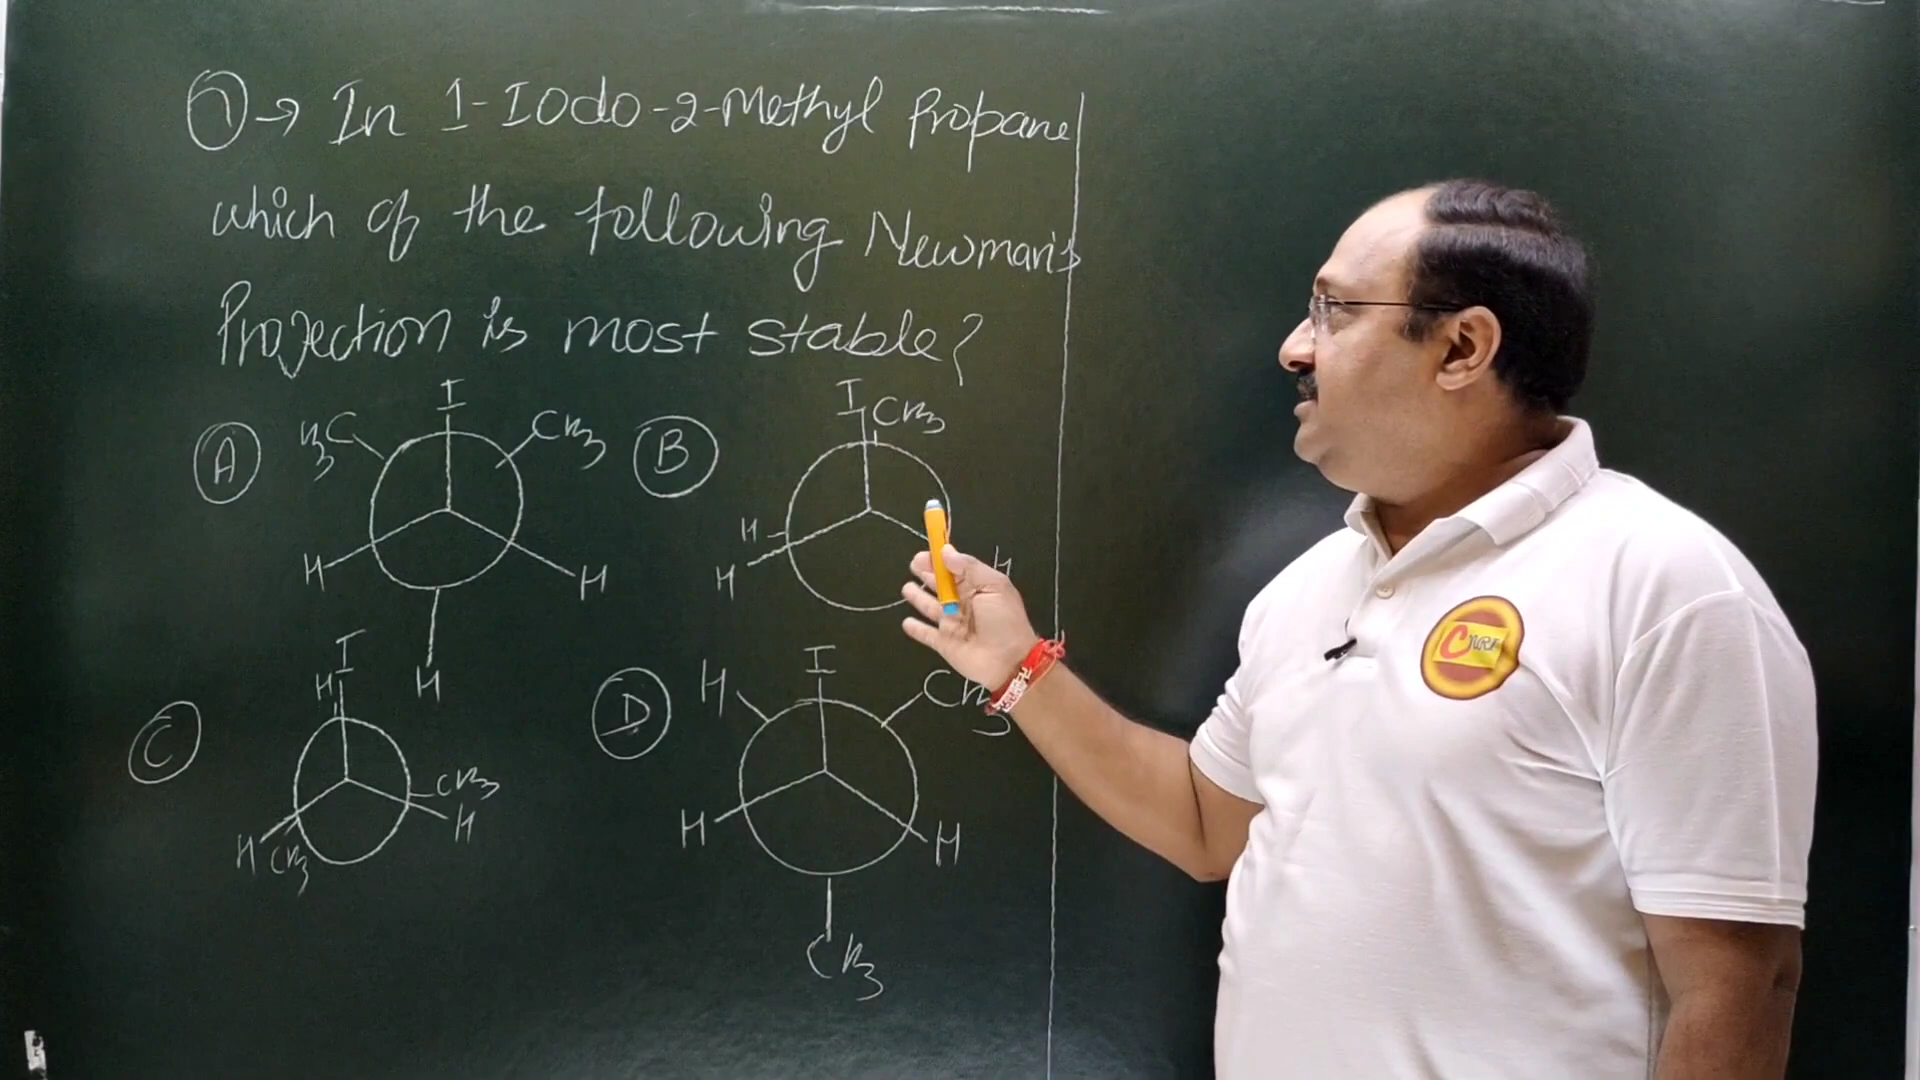 1 → In 1-Iodo-2-Methyl Propane
which of the following Newman's
Projection is most stable?
A
I
H3C
CH3
H
H
H
B
I
CH3
H
H
H
C
I
H
CH3
H
H
CH3
D
I
H
CH3
H
H
CH3
CNRF